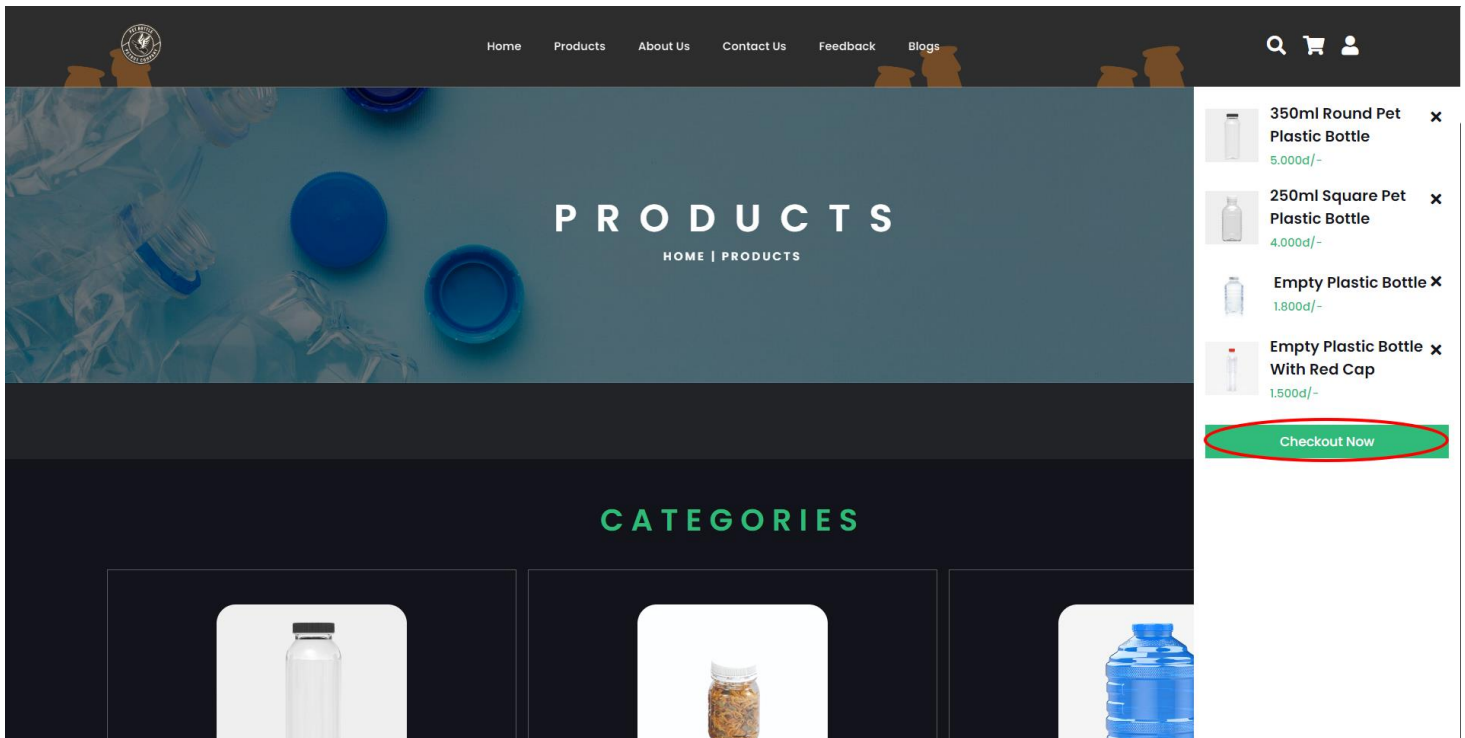 PET BOTTLE
Home
Products
About Us
Contact Us
Feedback
Blogs
PRODUCTS
HOME | PRODUCTS
350ml Round Pet
Plastic Bottle
5.000d/-
250ml Square Pet
Plastic Bottle
4.000d/-
Empty Plastic Bottle
1.800d/-
Empty Plastic Bottle
With Red Cap
1.500d/-
Checkout Now
CATEGORIES